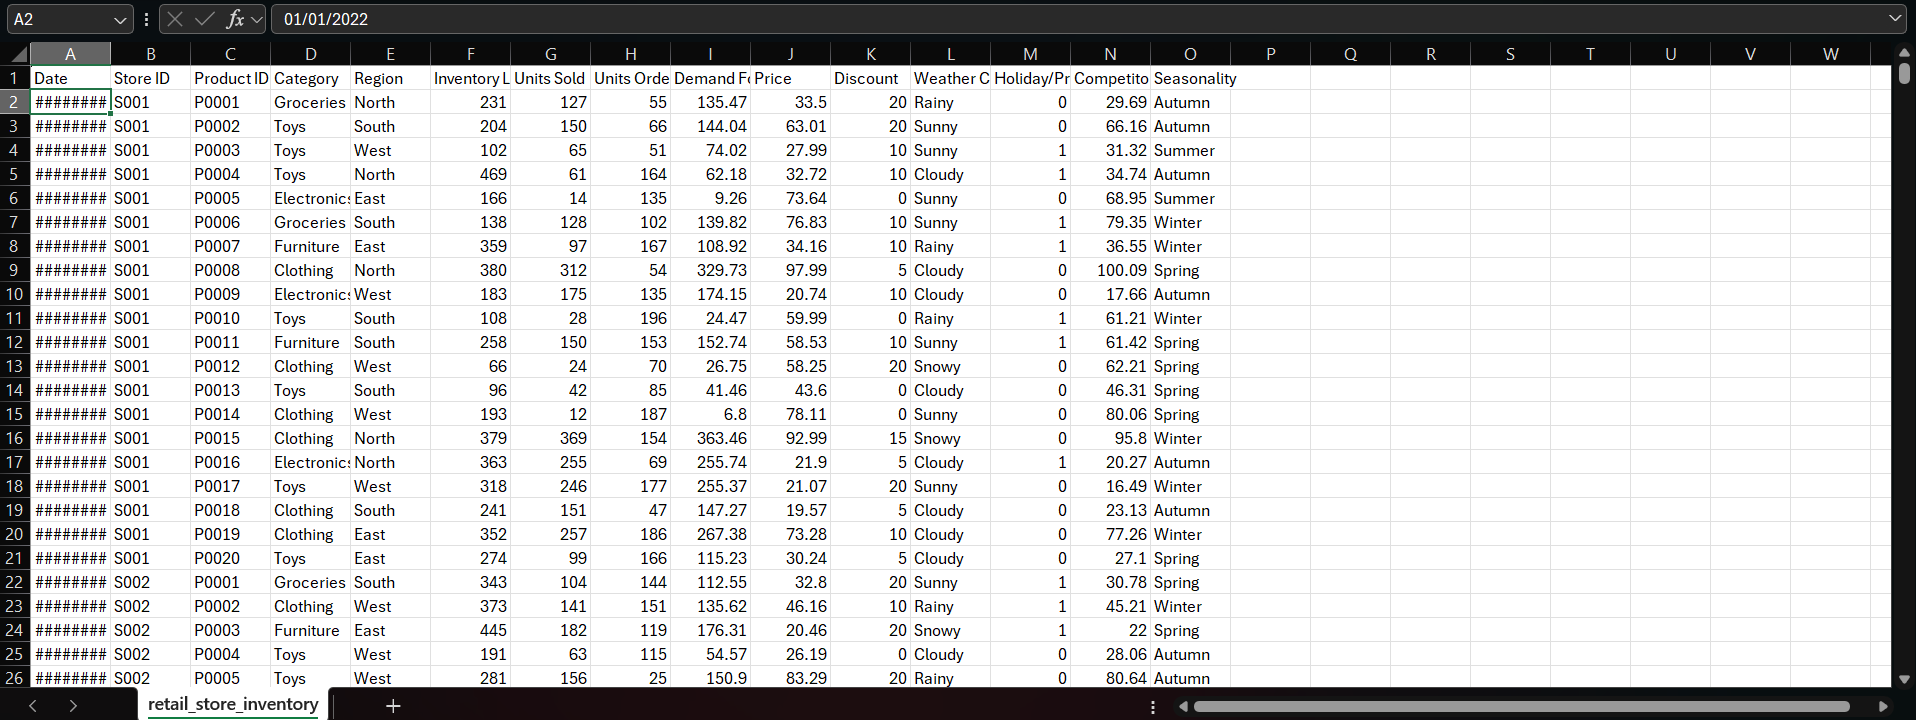 A2 fx 01/01/2022
A B C D E F G H I J K L M N O P Q R S T U V W
1 Date Store ID Product ID Category Region Inventory L Units Sold Units Orde Demand Fo Price Discount Weather C Holiday/Pr Competito Seasonality
2 ######## S001 P0001 Groceries North 231 127 55 135.47 33.5 20 Rainy 0 29.69 Autumn
3 ######## S001 P0002 Toys South 204 150 66 144.04 63.01 20 Sunny 0 66.16 Autumn
4 ######## S001 P0003 Toys West 102 65 51 74.02 27.99 10 Sunny 1 31.32 Summer
5 ######## S001 P0004 Toys North 469 61 164 62.18 32.72 10 Cloudy 1 34.74 Autumn
6 ######## S001 P0005 Electronics East 166 14 135 9.26 73.64 0 Sunny 0 68.95 Summer
7 ######## S001 P0006 Groceries South 138 128 102 139.82 76.83 10 Sunny 1 79.35 Winter
8 ######## S001 P0007 Furniture East 359 97 167 108.92 34.16 10 Rainy 1 36.55 Winter
9 ######## S001 P0008 Clothing North 380 312 54 329.73 97.99 5 Cloudy 0 100.09 Spring
10 ######## S001 P0009 Electronics West 183 175 135 174.15 20.74 10 Cloudy 0 17.66 Autumn
11 ######## S001 P0010 Toys South 108 28 196 24.47 59.99 0 Rainy 1 61.21 Winter
12 ######## S001 P0011 Furniture South 258 150 153 152.74 58.53 10 Sunny 1 61.42 Spring
13 ######## S001 P0012 Clothing West 66 24 70 26.75 58.25 20 Snowy 0 62.21 Spring
14 ######## S001 P0013 Toys South 96 42 85 41.46 43.6 0 Cloudy 0 46.31 Spring
15 ######## S001 P0014 Clothing West 193 12 187 6.8 78.11 0 Sunny 0 80.06 Spring
16 ######## S001 P0015 Clothing North 379 369 154 363.46 92.99 15 Snowy 0 95.8 Winter
17 ######## S001 P0016 Electronics North 363 255 69 255.74 21.9 5 Cloudy 1 20.27 Autumn
18 ######## S001 P0017 Toys West 318 246 177 255.37 21.07 20 Sunny 0 16.49 Winter
19 ######## S001 P0018 Clothing South 241 151 47 147.27 19.57 5 Cloudy 0 23.13 Autumn
20 ######## S001 P0019 Clothing East 352 257 186 267.38 73.28 10 Cloudy 0 77.26 Winter
21 ######## S001 P0020 Toys East 274 99 166 115.23 30.24 5 Cloudy 0 27.1 Spring
22 ######## S002 P0001 Groceries South 343 104 144 112.55 32.8 20 Sunny 1 30.78 Spring
23 ######## S002 P0002 Clothing West 373 141 151 135.62 46.16 10 Rainy 1 45.21 Winter
24 ######## S002 P0003 Furniture East 445 182 119 176.31 20.46 20 Snowy 1 22 Spring
25 ######## S002 P0004 Toys West 191 63 115 54.57 26.19 0 Cloudy 0 28.06 Autumn
26 ######## S002 P0005 Toys West 281 156 25 150.9 83.29 20 Rainy 0 80.64 Autumn
retail_store_inventory